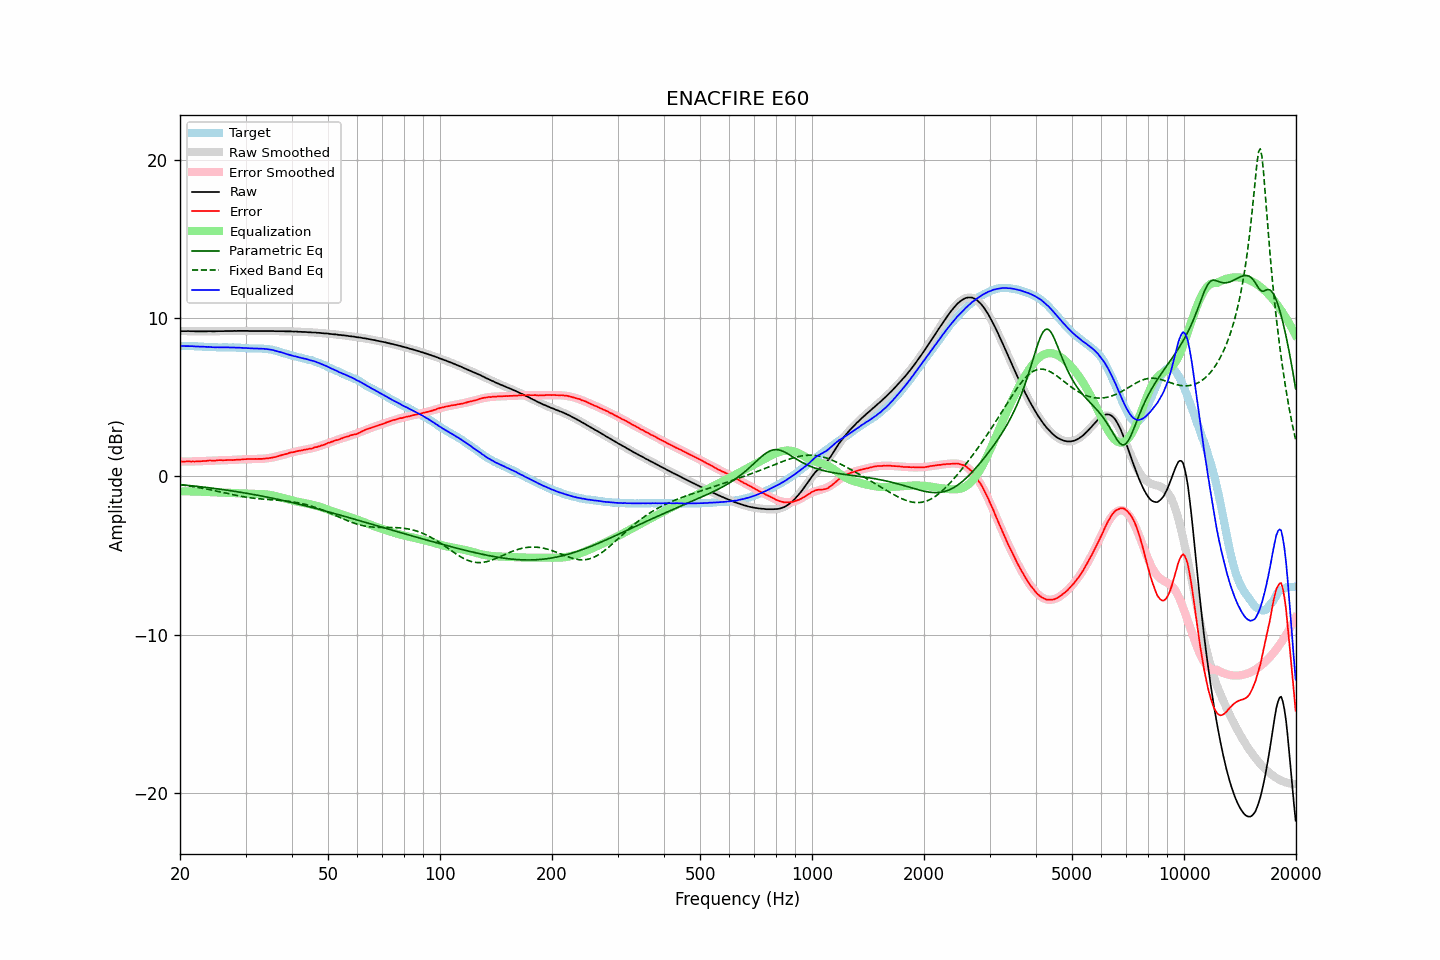 ENACFIRE E60
Target
Raw Smoothed
Error Smoothed
Raw
Error
Equalization
Parametric Eq
Fixed Band Eq
Equalized
20
10
0
−10
−20
Amplitude (dBr)
20 50 100 200 500 1000 2000 5000 10000 20000
Frequency (Hz)